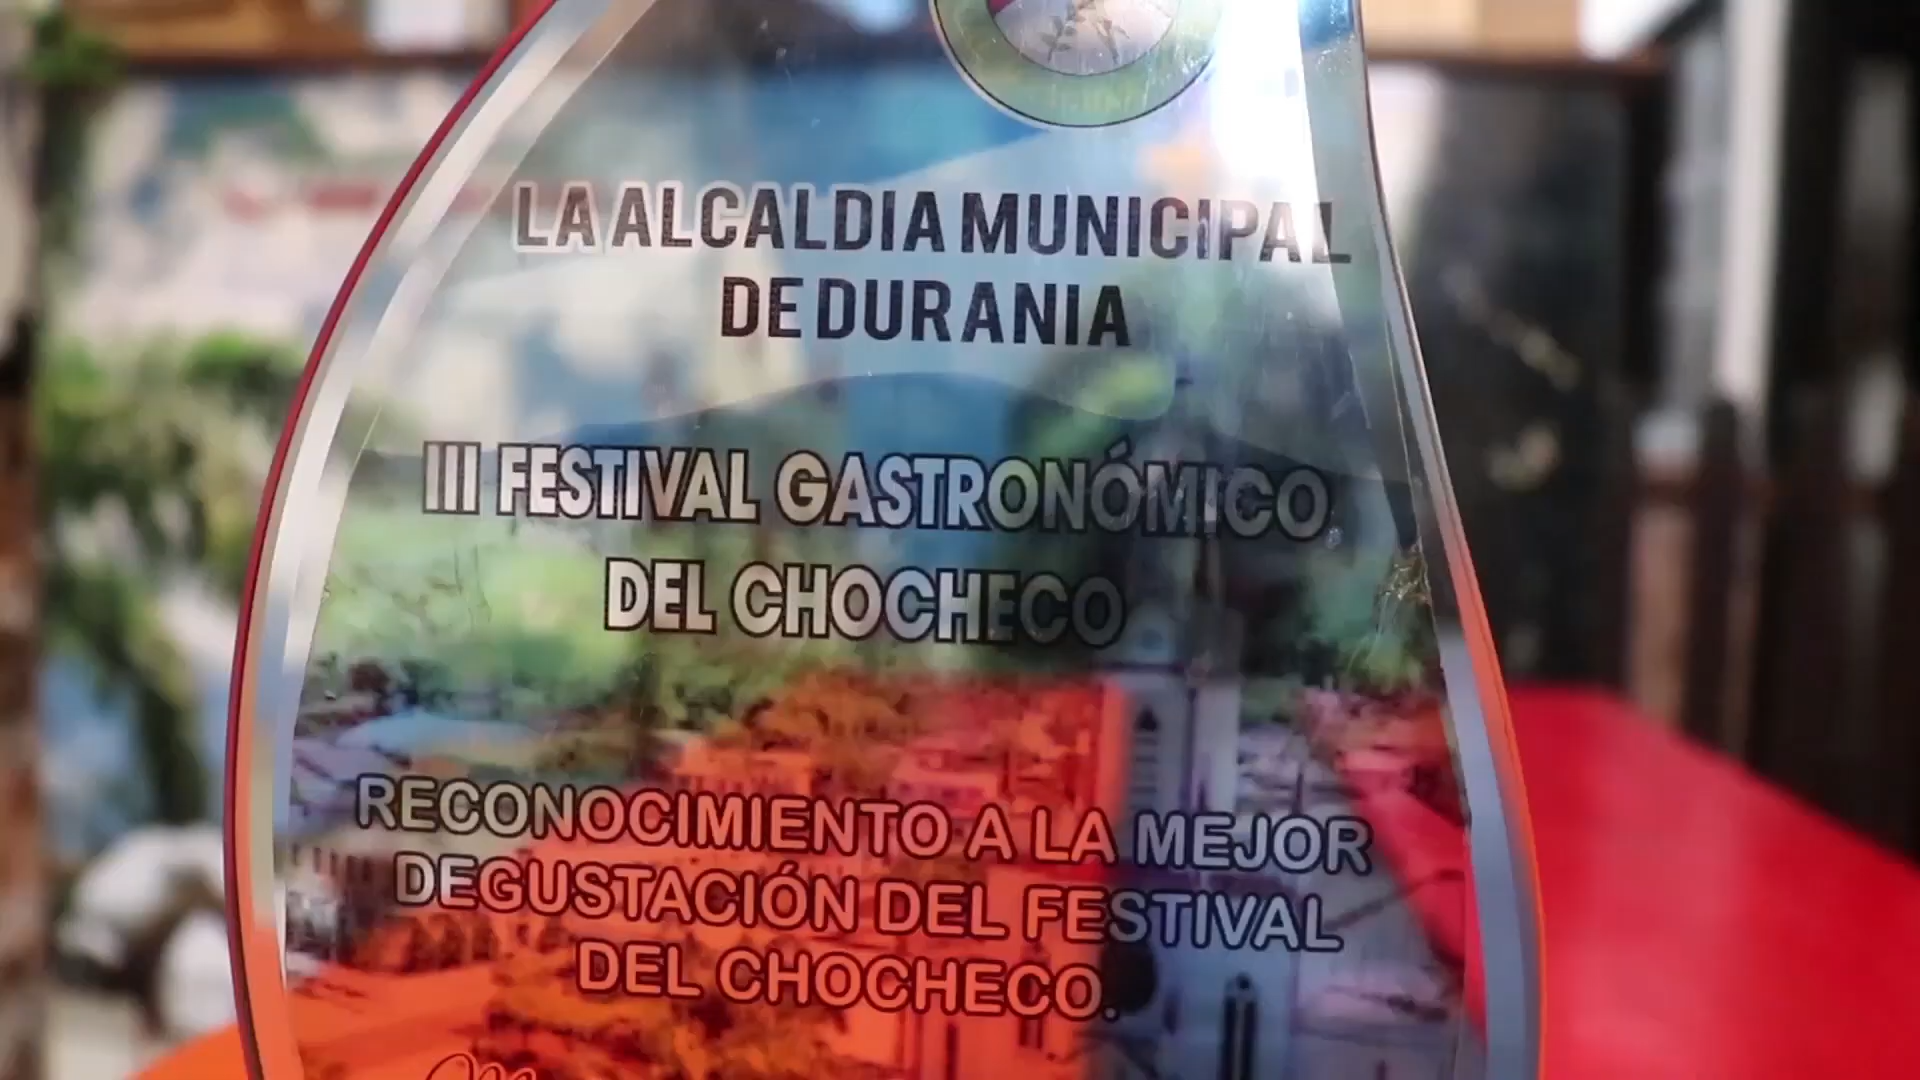 LA ALCALDIA MUNICIPAL
DE DURANIA
III FESTIVAL GASTRONÓMICO
DEL CHOCHECO
RECONOCIMIENTO A LA MEJOR
DEGUSTACIÓN DEL FESTIVAL
DEL CHOCHECO.